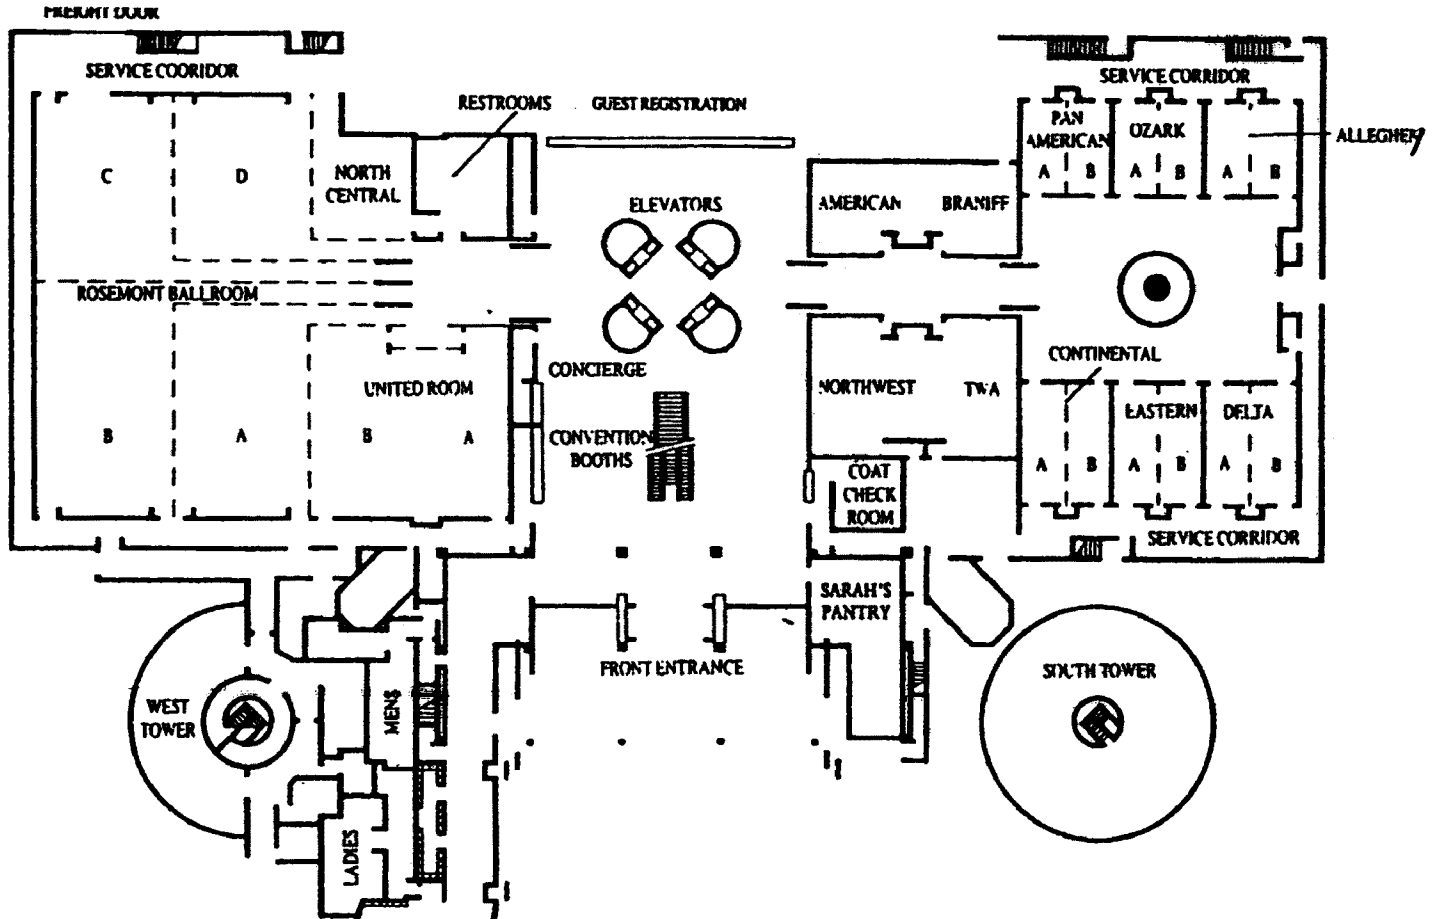 FREIGHT DOOR
SERVICE COORIDOR
SERVICE CORRIDOR
RESTROOMS
GUEST REGISTRATION
PAN
AMERICAN
OZARK
ALLEGHE
A B A B A B
C D
NORTH
CENTRAL
ELEVATORS
AMERICAN BRANIFF
ROSEMONT BALLROOM
CONCIERGE
CONTINENTAL
UNITED ROOM
NORTHWEST TWA
EASTERN DELTA
B A B A
CONVENTION
BOOTHS
A B A B A B
COAT
CHECK
ROOM
SERVICE CORRIDOR
SARAH'S
PANTRY
FRONT ENTRANCE
WEST
TOWER
MENS
SOUTH TOWER
LADIES